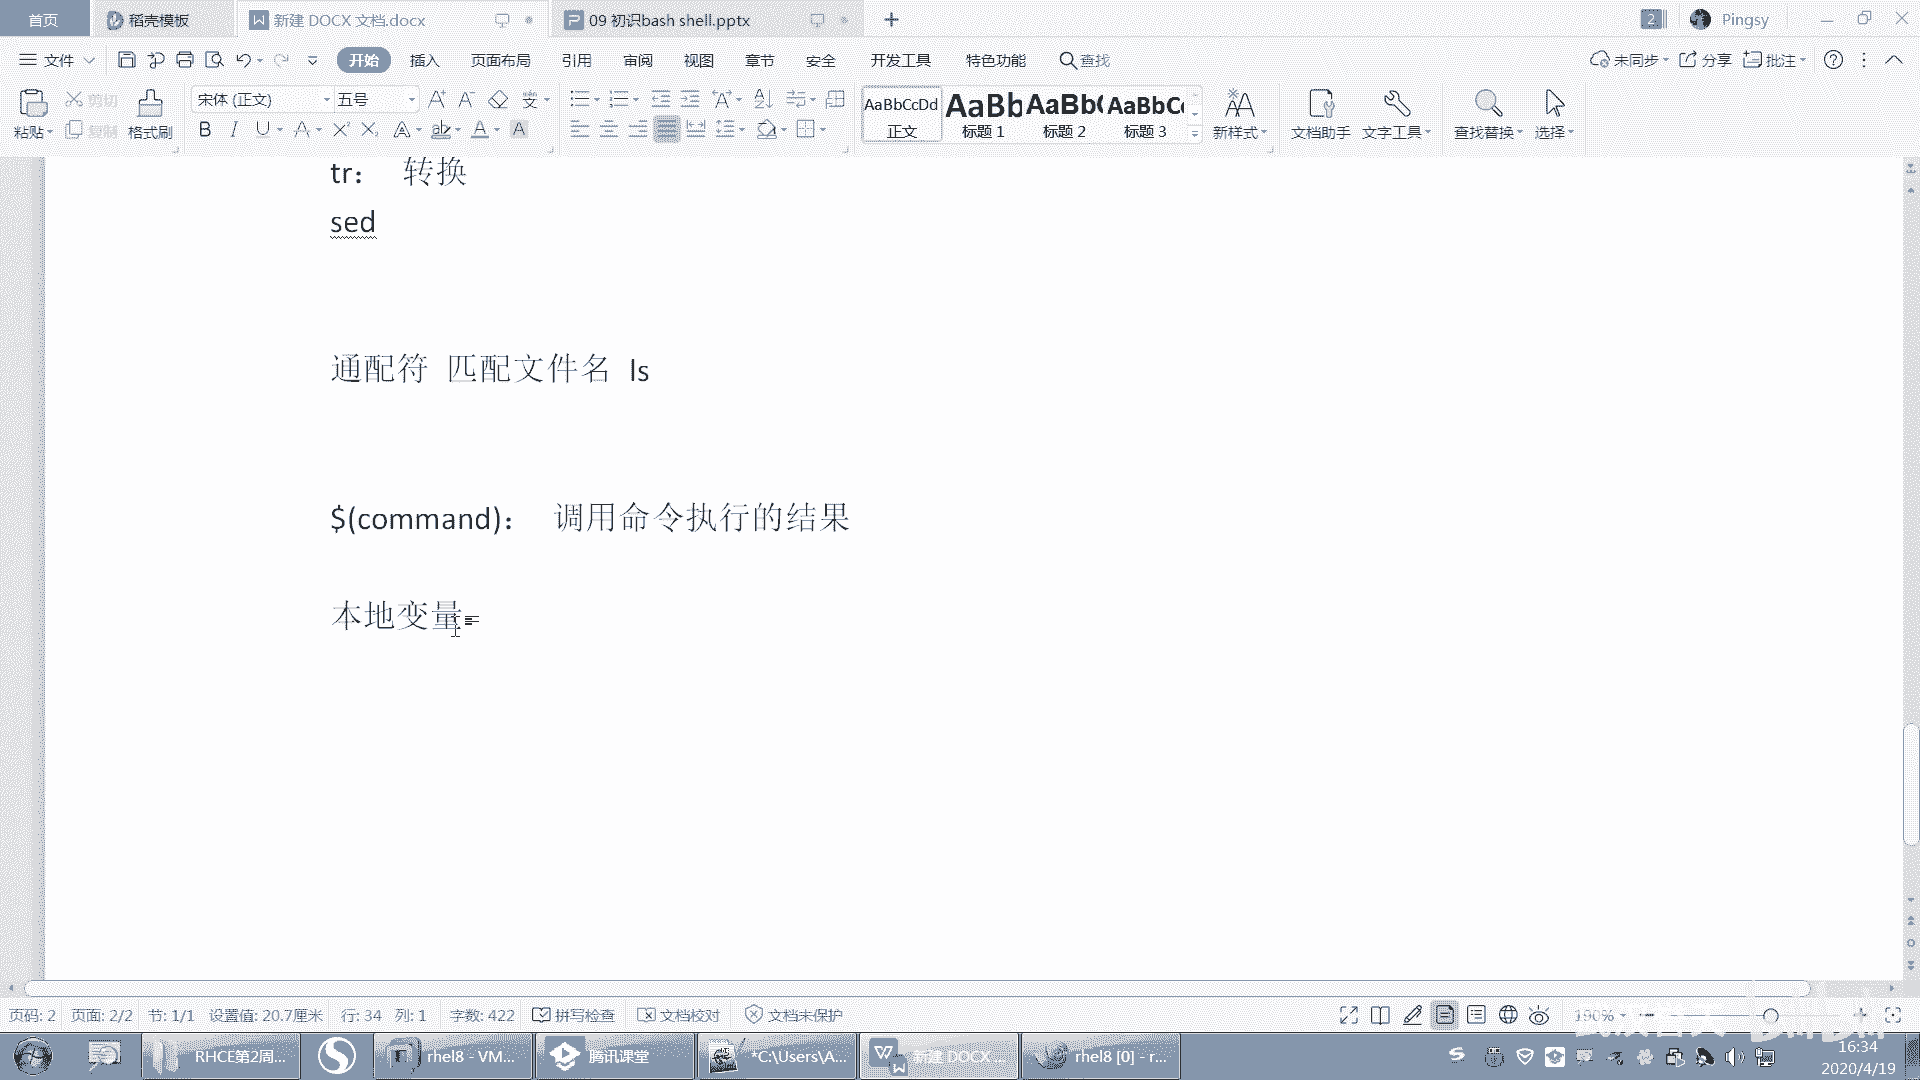 首页 稻壳模板 新建 DOCX 文档.docx 09 初识bash shell.pptx 2 Pingsy
文件 开始 插入 页面布局 引用 审阅 视图 章节 安全 开发工具 特色功能 查找 未同步 分享 批注
粘贴 剪切 复制 格式刷 宋体 (正文) 五号 AaBbCcDd 正文 AaBb 标题 1 AaBb( 标题 2 AaBbC 标题 3 新样式 文档助手 文字工具 查找替换 选择
tr： 转换
sed
通配符 匹配文件名 ls
$(command)： 调用命令执行的结果
本地变量
页码: 2 页面: 2/2 节: 1/1 设置值: 20.7厘米 行: 34 列: 1 字数: 422 拼写检查 文档校对 文档未保护 190%
RHCE第2周... rhel8 - VM... 腾讯课堂 *C:\Users\A... 新建 DOCX ... rhel8 [0] - r...
16:34
2020/4/19